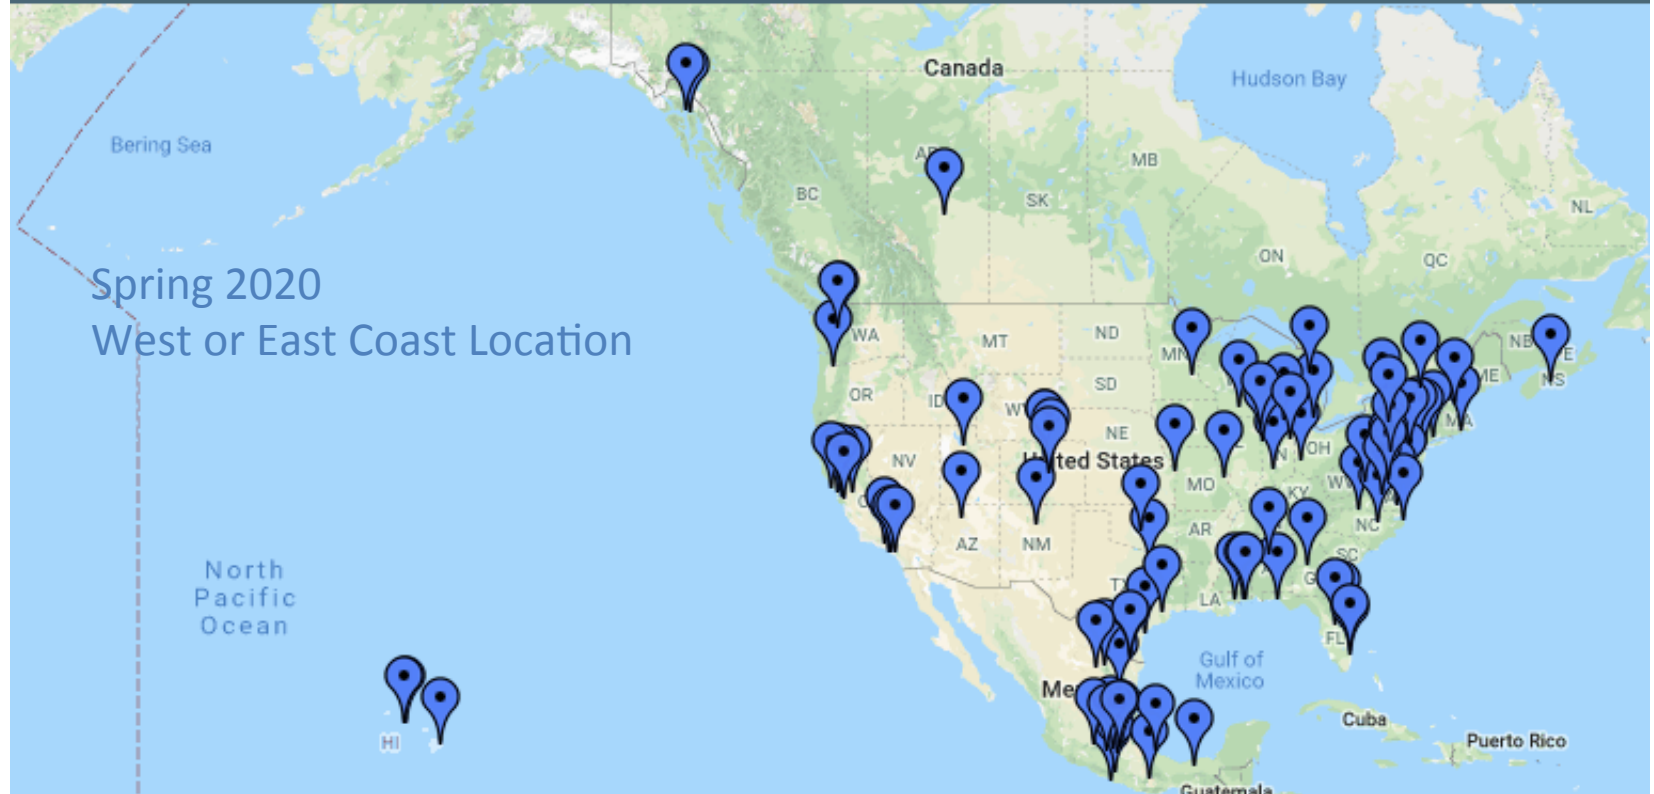 Canada
Hudson Bay
Bering Sea
MB
BC
SK
NL
ON
QC
Spring 2020
West or East Coast Location
WA
MT
ND
NB
MN
SD
ME
NS
OR
ID
NE
MA
OH
NV
United States
MO
KY
NC
AR
AZ
NM
SC
North
Pacific
Ocean
LA
FL
Gulf of
Mexico
HI
Cuba
Puerto Rico
Guatemala